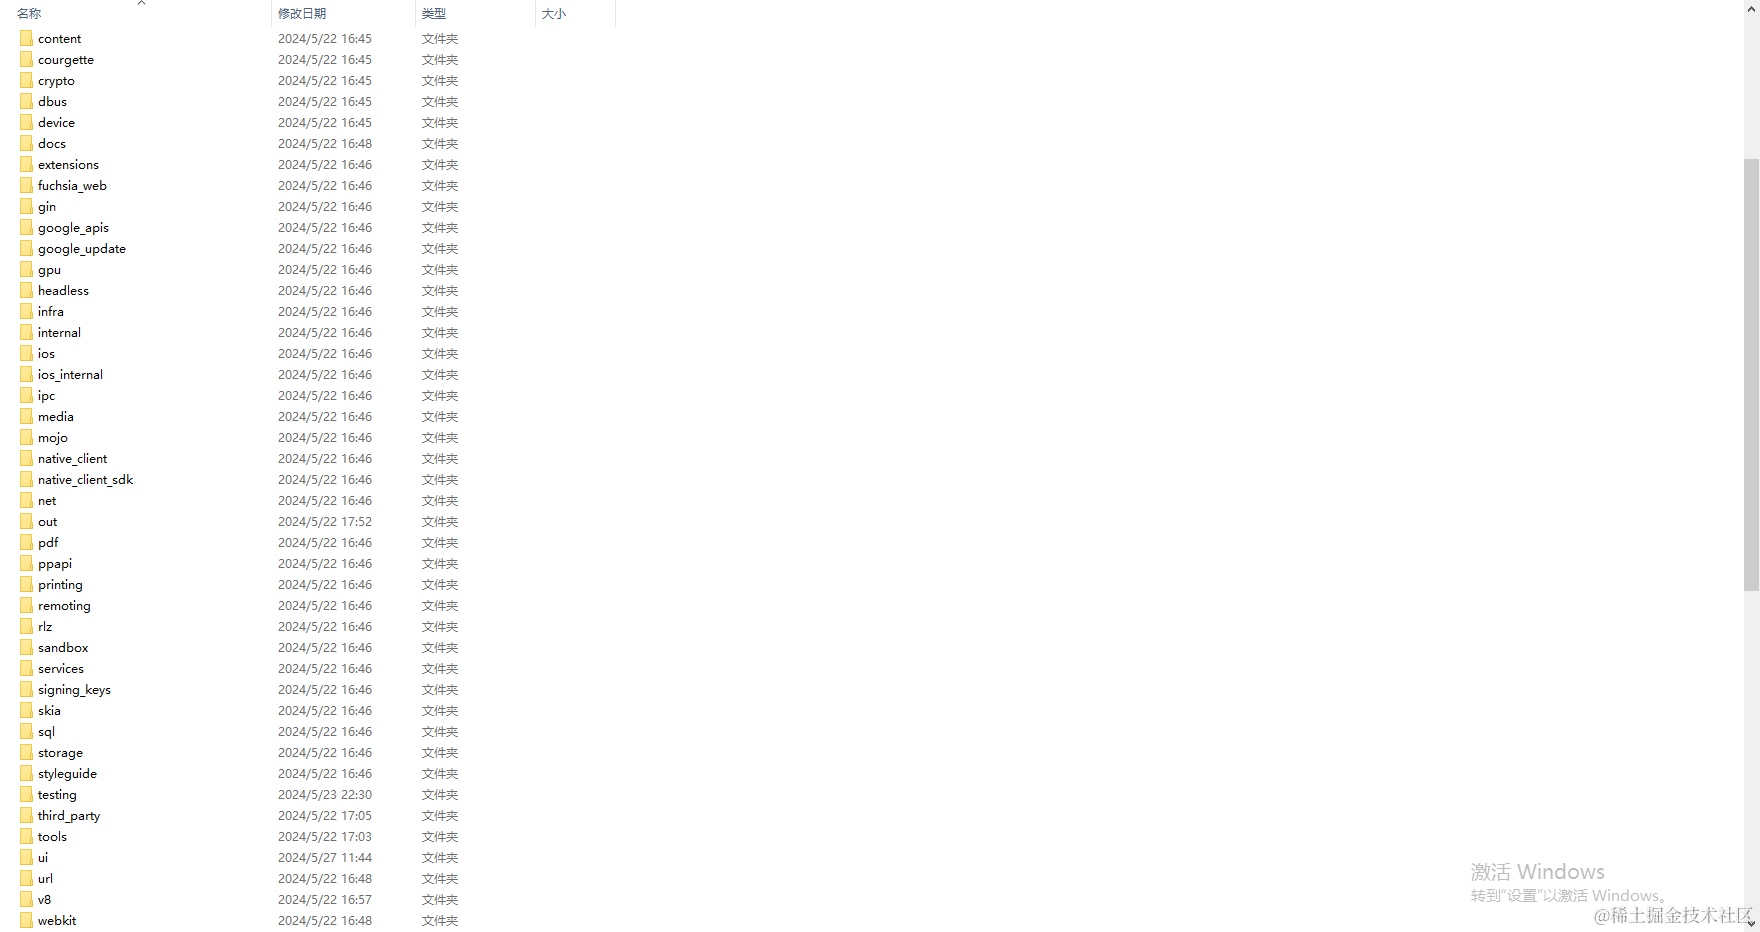 名称 修改日期 类型 大小
content 2024/5/22 16:45 文件夹
courgette 2024/5/22 16:45 文件夹
crypto 2024/5/22 16:45 文件夹
dbus 2024/5/22 16:45 文件夹
device 2024/5/22 16:45 文件夹
docs 2024/5/22 16:48 文件夹
extensions 2024/5/22 16:46 文件夹
fuchsia_web 2024/5/22 16:46 文件夹
gin 2024/5/22 16:46 文件夹
google_apis 2024/5/22 16:46 文件夹
google_update 2024/5/22 16:46 文件夹
gpu 2024/5/22 16:46 文件夹
headless 2024/5/22 16:46 文件夹
infra 2024/5/22 16:46 文件夹
internal 2024/5/22 16:46 文件夹
ios 2024/5/22 16:46 文件夹
ios_internal 2024/5/22 16:46 文件夹
ipc 2024/5/22 16:46 文件夹
media 2024/5/22 16:46 文件夹
mojo 2024/5/22 16:46 文件夹
native_client 2024/5/22 16:46 文件夹
native_client_sdk 2024/5/22 16:46 文件夹
net 2024/5/22 16:46 文件夹
out 2024/5/22 17:52 文件夹
pdf 2024/5/22 16:46 文件夹
ppapi 2024/5/22 16:46 文件夹
printing 2024/5/22 16:46 文件夹
remoting 2024/5/22 16:46 文件夹
rlz 2024/5/22 16:46 文件夹
sandbox 2024/5/22 16:46 文件夹
services 2024/5/22 16:46 文件夹
signing_keys 2024/5/22 16:46 文件夹
skia 2024/5/22 16:46 文件夹
sql 2024/5/22 16:46 文件夹
storage 2024/5/22 16:46 文件夹
styleguide 2024/5/22 16:46 文件夹
testing 2024/5/23 22:30 文件夹
third_party 2024/5/22 17:05 文件夹
tools 2024/5/22 17:03 文件夹
ui 2024/5/27 11:44 文件夹
url 2024/5/22 16:48 文件夹
v8 2024/5/22 16:57 文件夹
webkit 2024/5/22 16:48 文件夹
激活 Windows
转到"设置"以激活 Windows。
@稀土掘金技术社区